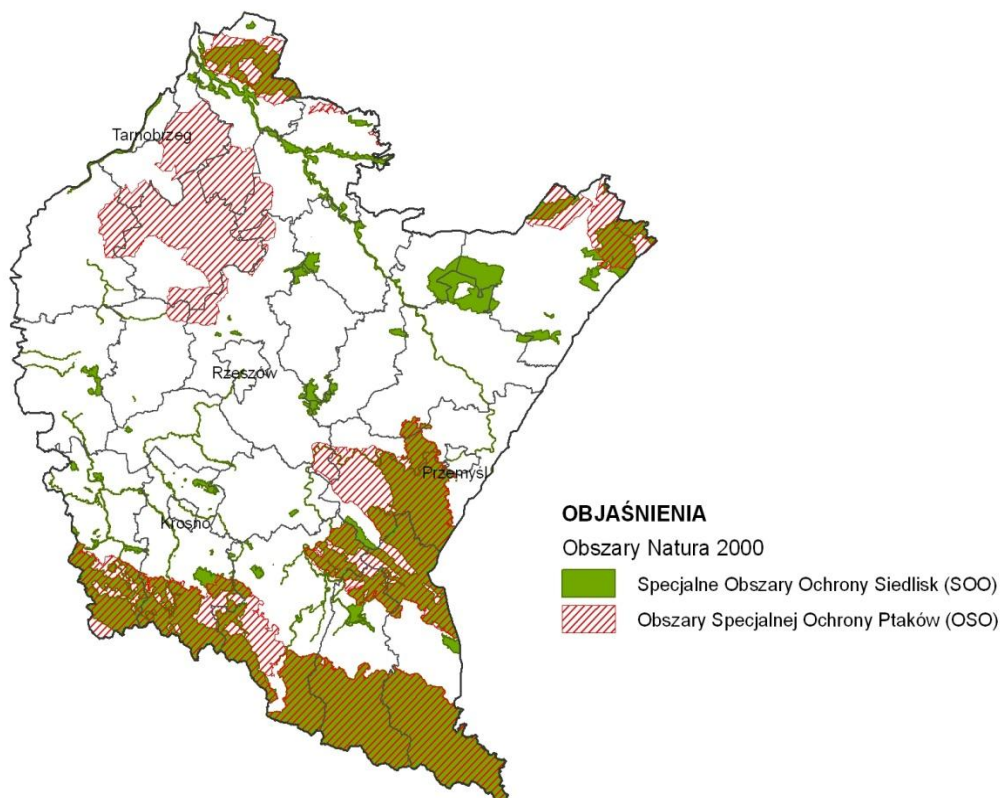 Tarnobrzeg
Rzeszów
Przemyśl
Krosno
OBJAŚNIENIA
Obszary Natura 2000
Specjalne Obszary Ochrony Siedlisk (SOO)
Obszary Specjalnej Ochrony Ptaków (OSO)